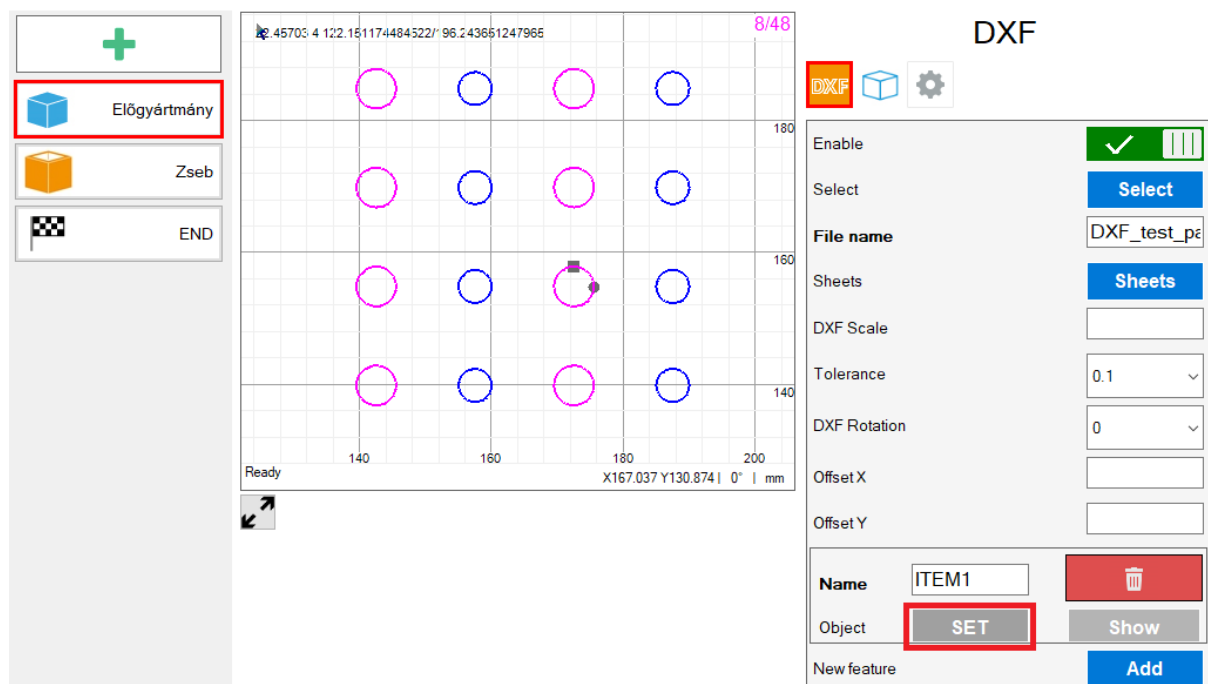 Előgyártmány
Zseb
END
8/48
180
160
140
140 160 180 200
Ready
X167.037 Y130.874 | 0° | mm
DXF
DXF
Enable
Select Select
File name DXF_test_pa
Sheets Sheets
DXF Scale
Tolerance 0.1
DXF Rotation 0
Offset X
Offset Y
Name ITEM1
Object SET Show
New feature Add